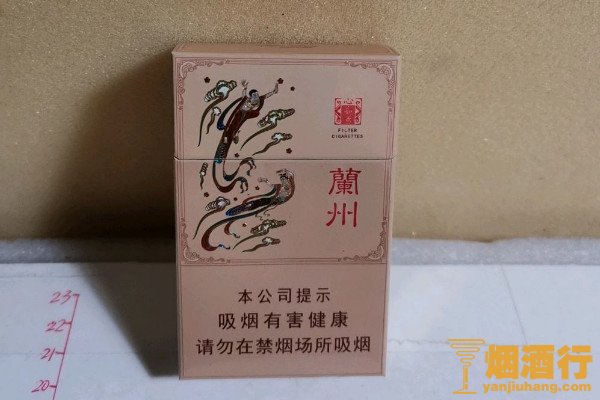 心
FILTER
CIGARETTES
蘭州
本公司提示
吸烟有害健康
请勿在禁烟场所吸烟
23
22
21
20
烟酒行
yanjiuhang.com